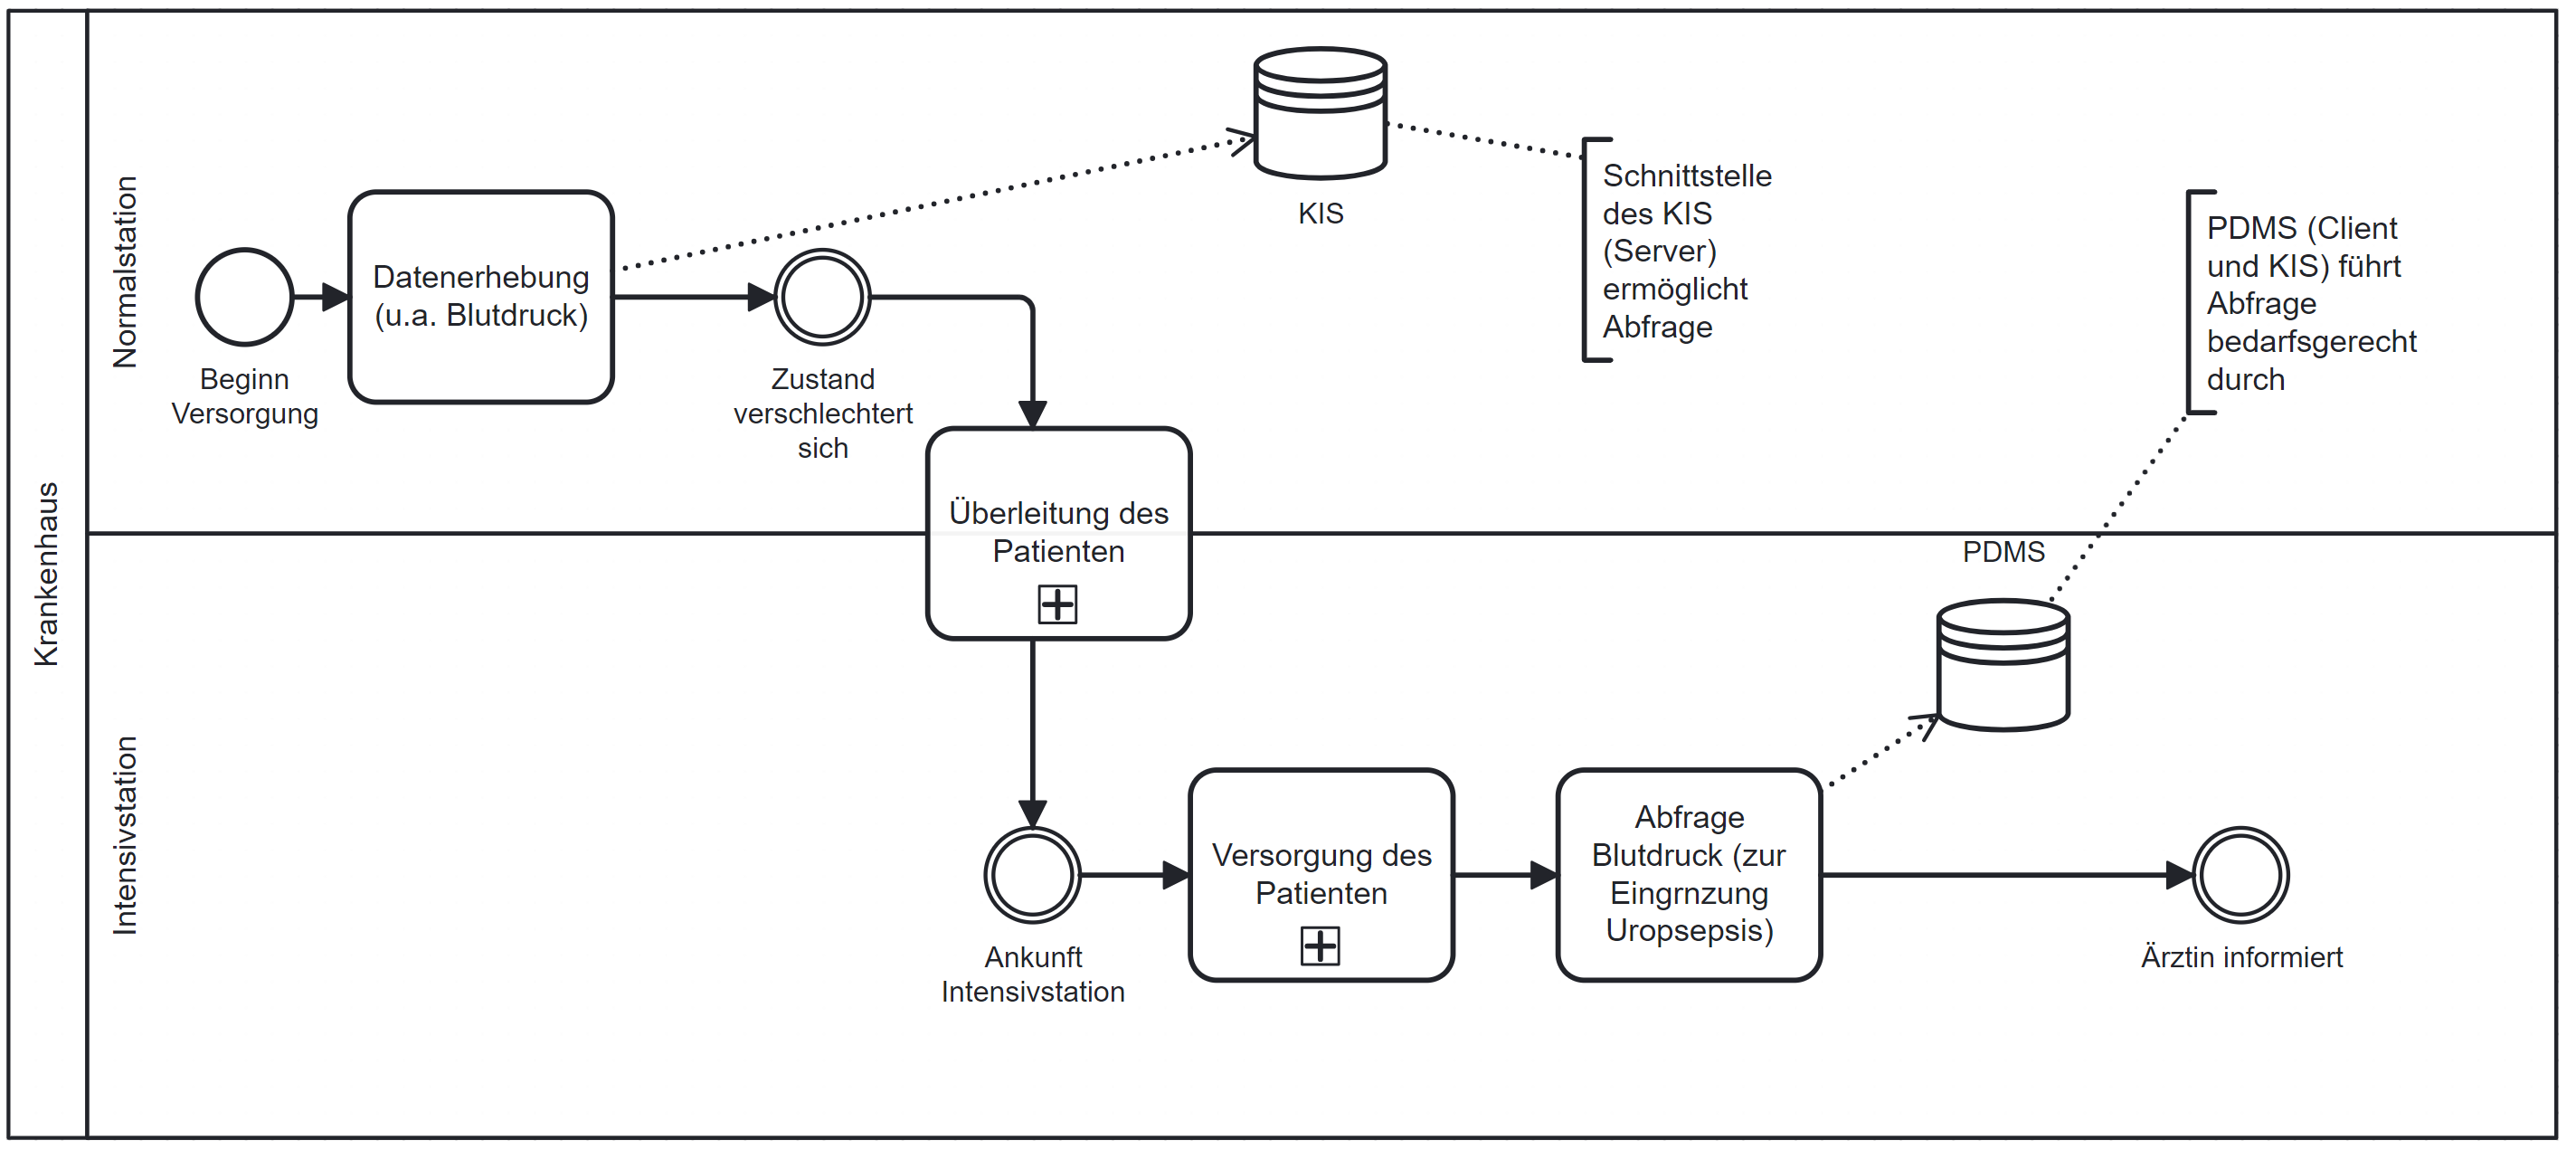 Krankenhaus
Normalstation
Beginn
Versorgung
Datenerhebung
(u.a. Blutdruck)
Zustand
verschlechtert
sich
KIS
Schnittstelle
des KIS
(Server)
ermöglicht
Abfrage
PDMS (Client
und KIS) führt
Abfrage
bedarfsgerecht
durch
Überleitung des
Patienten
Intensivstation
PDMS
Ankunft
Intensivstation
Versorgung des
Patienten
Abfrage
Blutdruck (zur
Eingrnzung
Uropsepsis)
Ärztin informiert